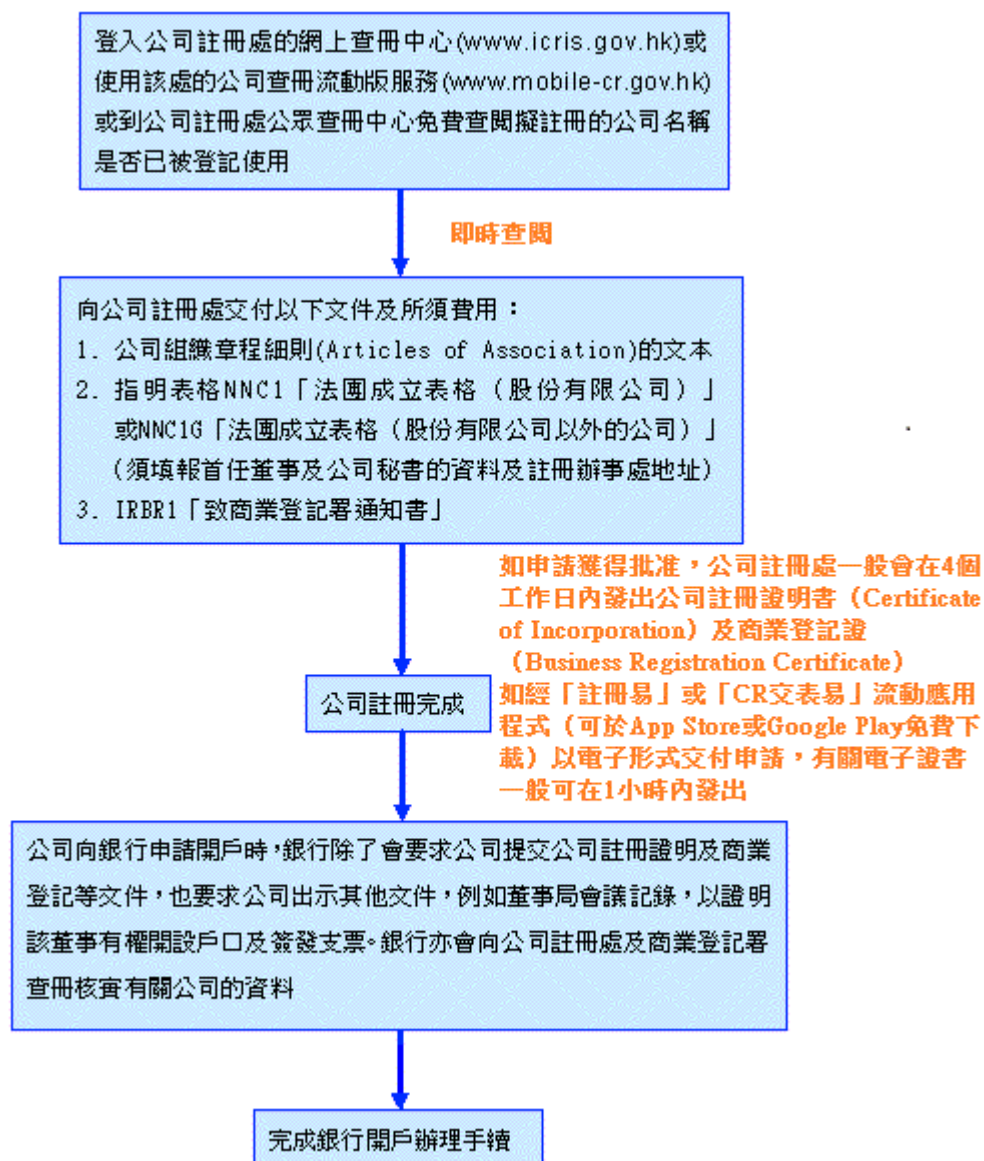 登入公司註冊處的網上查冊中心(www.icris.gov.hk)或
使用該處的公司查冊流動版服務(www.mobile-cr.gov.hk)
或到公司註冊處公眾查冊中心免費查閱擬註冊的公司名稱
是否已被登記使用
即時查閱
向公司註冊處交付以下文件及所須費用：
1. 公司組織章程細則(Articles of Association)的文本
2. 指明表格NNC1「法團成立表格（股份有限公司）」
或NNC1G「法團成立表格（股份有限公司以外的公司）」
(須填報首任董事及公司秘書的資料及註冊辦事處地址)
3. IRBR1「致商業登記署通知書」
如申請獲得批准，公司註冊處一般會在4個
工作日內發出公司註冊證明書（Certificate
of Incorporation）及商業登記證
（Business Registration Certificate）
如經「註冊易」或「CR交表易」流動應用
程式（可於App Store或Google Play免費下
載）以電子形式交付申請，有關電子證書
一般可在1小時內發出
公司註冊完成
公司向銀行申請開戶時，銀行除了會要求公司提交公司註冊證明及商業
登記等文件，也要求公司出示其他文件，例如董事局會議記錄，以證明
該董事有權開設戶口及簽發支票。銀行亦會向公司註冊處及商業登記署
查冊核實有關公司的資料
完成銀行開戶辦理手續